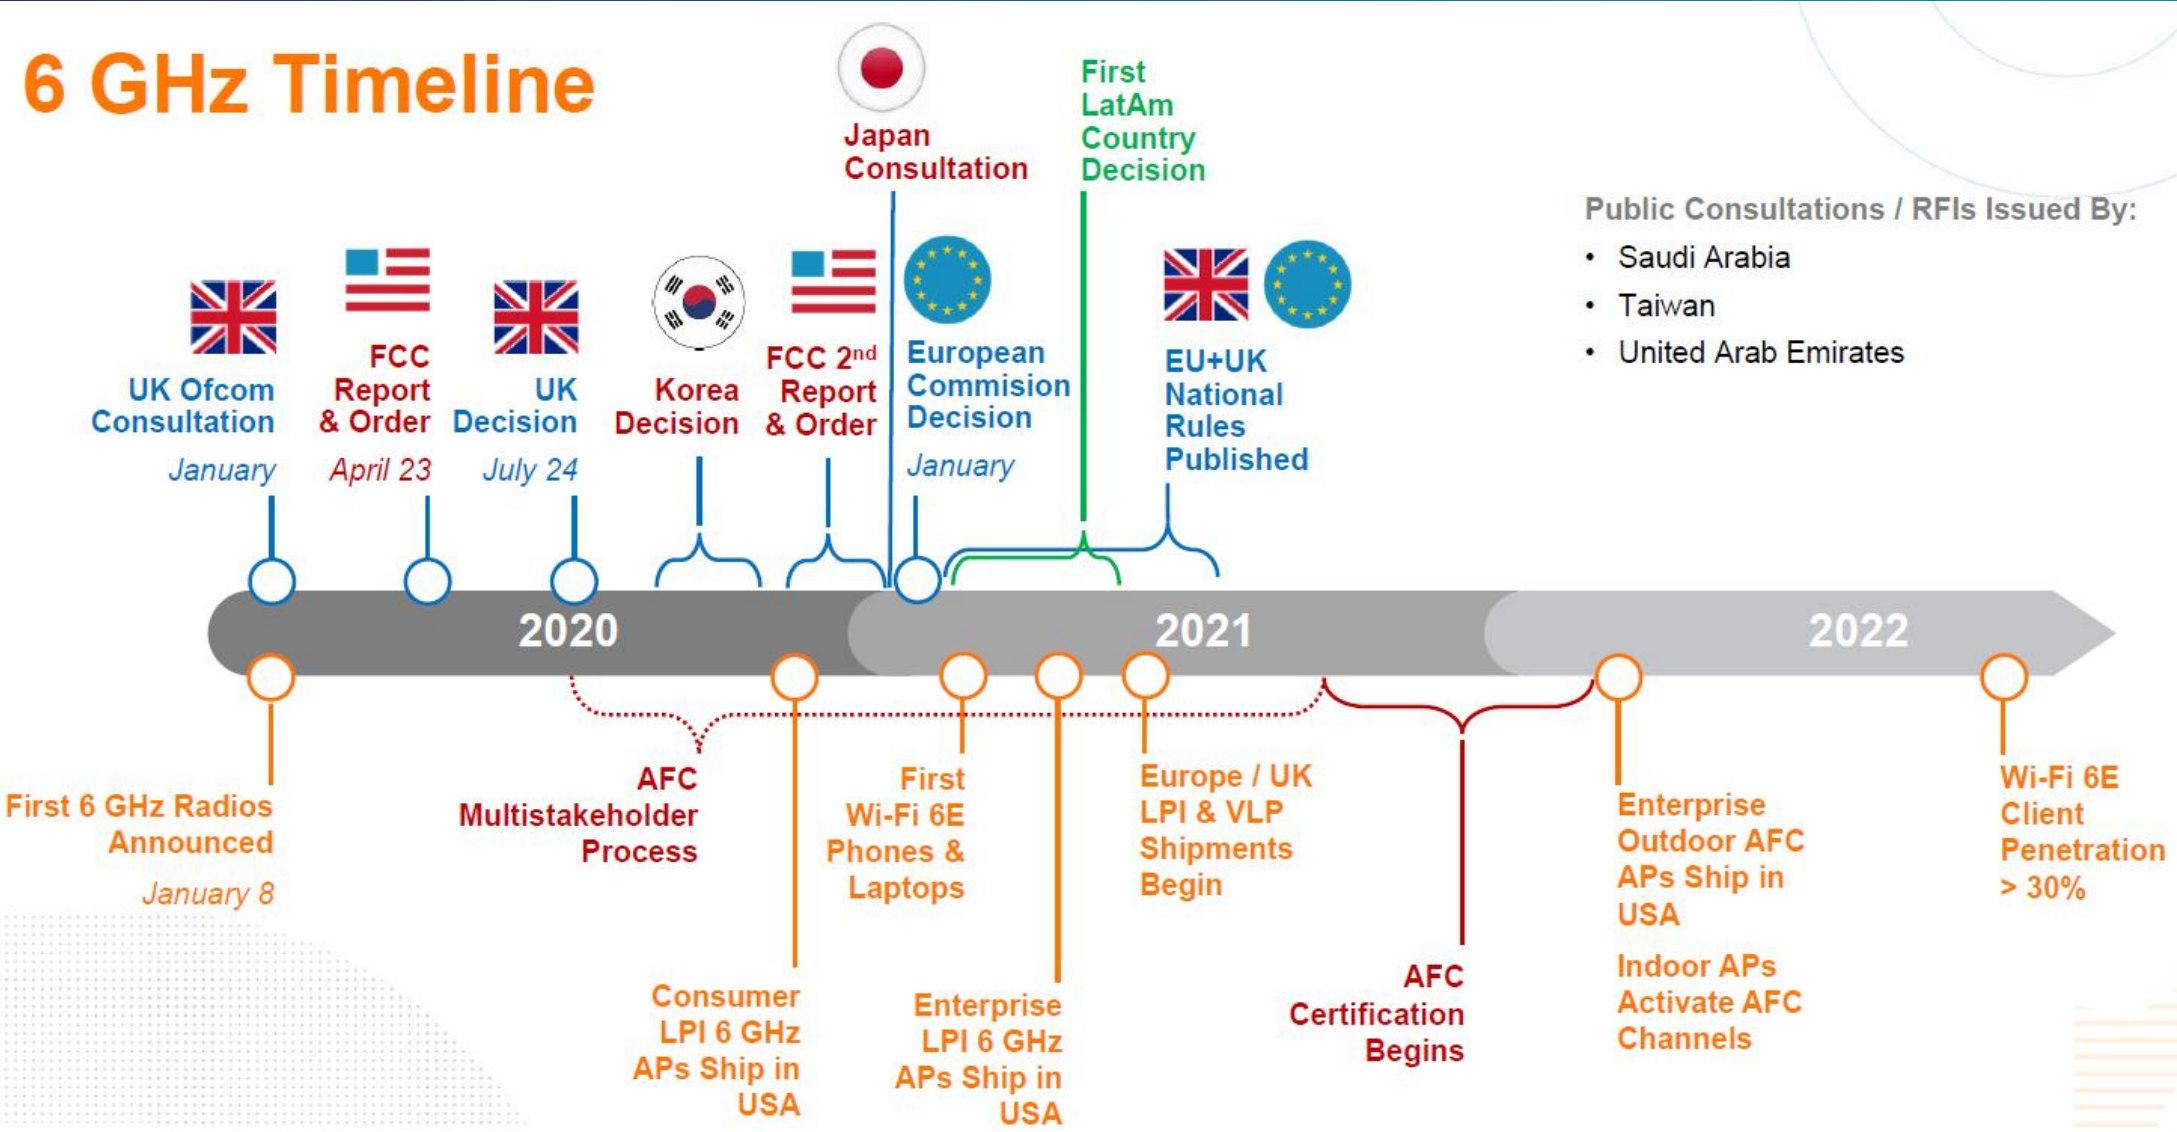 6 GHz Timeline
Japan
Consultation
First
LatAm
Country
Decision
Public Consultations / RFIs Issued By:
• Saudi Arabia
• Taiwan
• United Arab Emirates
UK Ofcom
Consultation
January
FCC
Report
& Order
April 23
UK
Decision
July 24
Korea
Decision
FCC 2nd
Report
& Order
European
Commision
Decision
January
EU+UK
National
Rules
Published
2020
2021
2022
First 6 GHz Radios
Announced
January 8
AFC
Multistakeholder
Process
Consumer
LPI 6 GHz
APs Ship in
USA
First
Wi-Fi 6E
Phones &
Laptops
Enterprise
LPI 6 GHz
APs Ship in
USA
Europe / UK
LPI & VLP
Shipments
Begin
AFC
Certification
Begins
Enterprise
Outdoor AFC
APs Ship in
USA
Indoor APs
Activate AFC
Channels
Wi-Fi 6E
Client
Penetration
> 30%